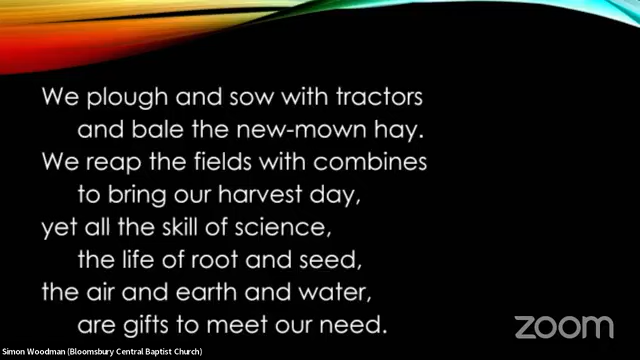 We plough and sow with tractors
and bale the new-mown hay.
We reap the fields with combines
to bring our harvest day,
yet all the skill of science,
the life of root and seed,
the air and earth and water,
are gifts to meet our need.
zoom
Simon Woodman (Bloomsbury Central Baptist Church)